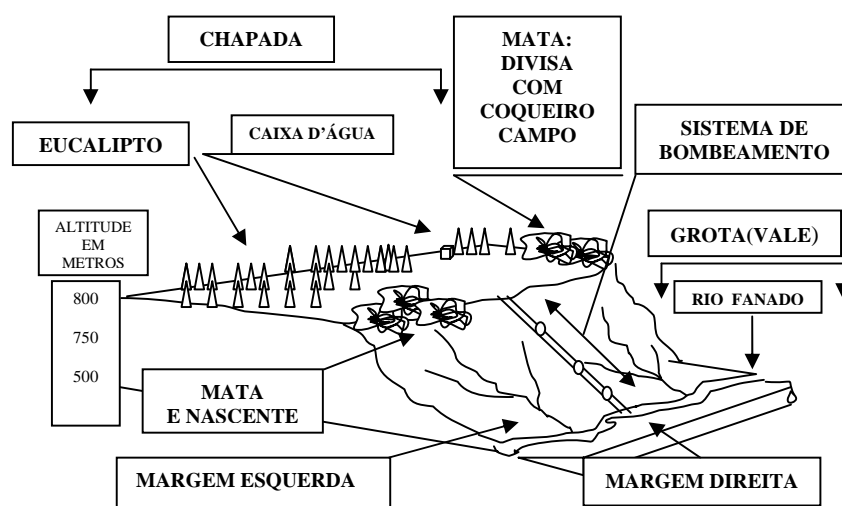 CHAPADA
MATA:
DIVISA
COM
COQUEIRO
CAMPO
EUCALIPTO
CAIXA D’ÁGUA
SISTEMA DE
BOMBEAMENTO
ALTITUDE
EM
METROS
GROTA(VALE)
RIO FANADO
800
750
500
MATA
E NASCENTE
MARGEM ESQUERDA
MARGEM DIREITA